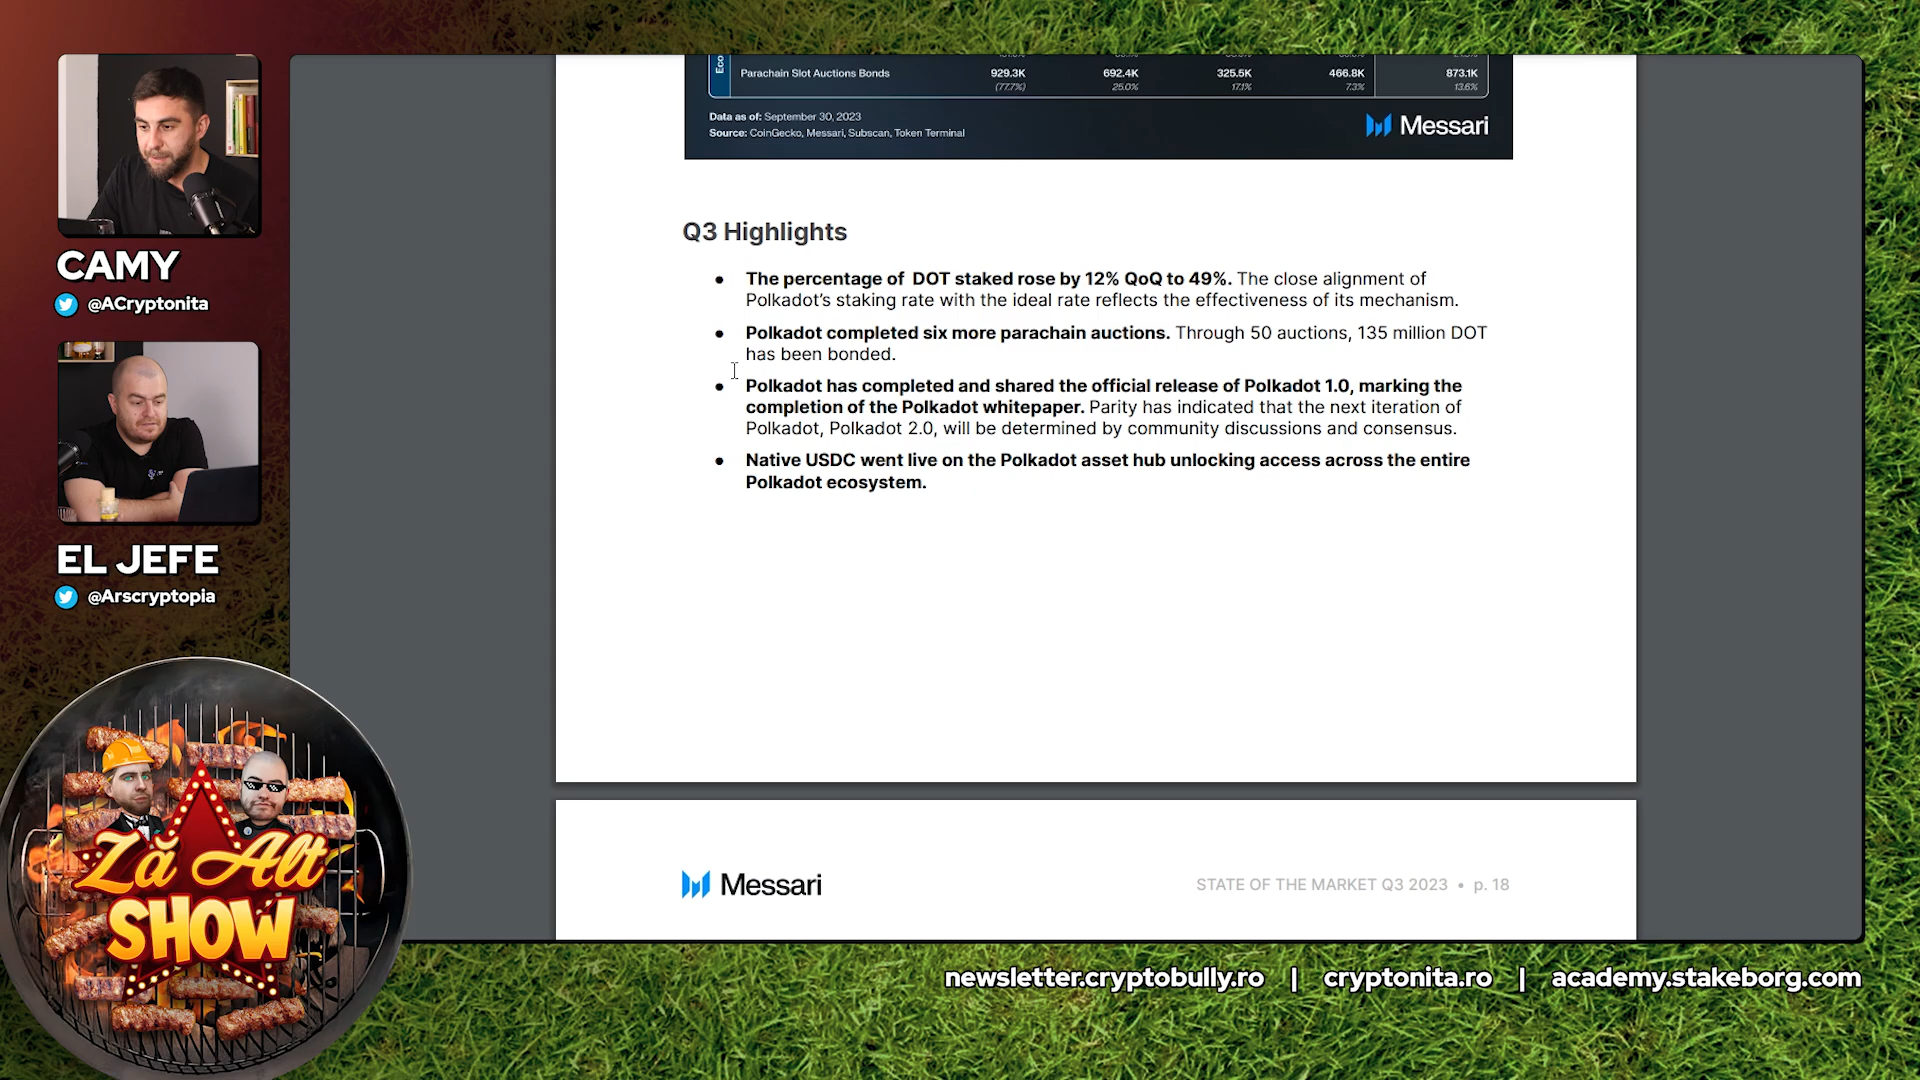 CAMY
@ACryptonita
EL JEFE
@Arscryptopia
Ză Alt
SHOW
Eco
Parachain Slot Auctions Bonds 929.3K 692.4K 325.5K 466.8K 873.1K
(77.7%) 25.0% 17.1% 7.3% 13.6%
Data as of: September 30, 2023
Source: CoinGecko, Messari, Subscan, Token Terminal
Messari
Q3 Highlights
● The percentage of DOT staked rose by 12% QoQ to 49%. The close alignment of
Polkadot's staking rate with the ideal rate reflects the effectiveness of its mechanism.
● Polkadot completed six more parachain auctions. Through 50 auctions, 135 million DOT
has been bonded.
● Polkadot has completed and shared the official release of Polkadot 1.0, marking the
completion of the Polkadot whitepaper. Parity has indicated that the next iteration of
Polkadot, Polkadot 2.0, will be determined by community discussions and consensus.
● Native USDC went live on the Polkadot asset hub unlocking access across the entire
Polkadot ecosystem.
Messari
STATE OF THE MARKET Q3 2023 • p. 18
newsletter.cryptobully.ro | cryptonita.ro | academy.stakeborg.com